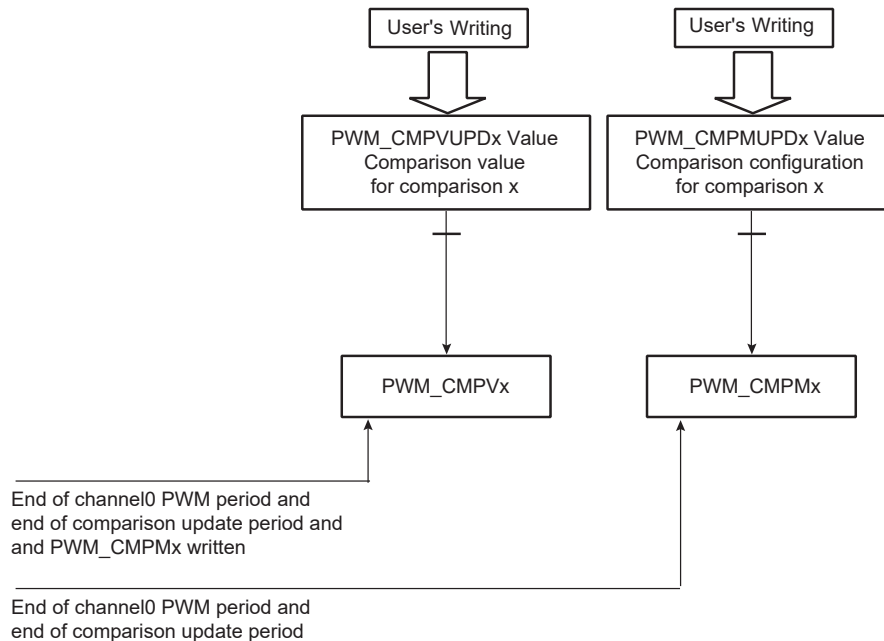 User's Writing
User's Writing
PWM_CMPVUPDx Value
Comparison value
for comparison x
PWM_CMPMUPDx Value
Comparison configuration
for comparison x
PWM_CMPVx
PWM_CMPMx
End of channel0 PWM period and
end of comparison update period and
and PWM_CMPMx written
End of channel0 PWM period and
end of comparison update period